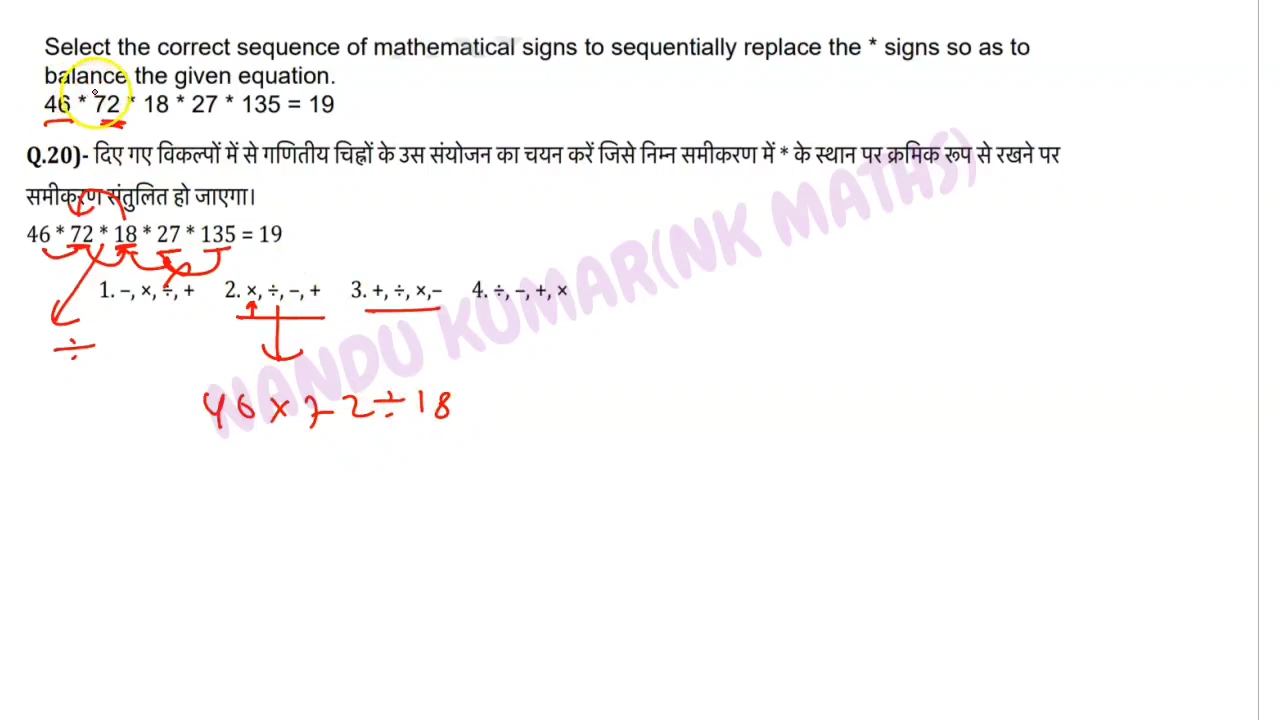 Select the correct sequence of mathematical signs to sequentially replace the * signs so as to
balance the given equation.
46 * 72 * 18 * 27 * 135 = 19
Q.20)- दिए गए विकल्पों में से गणितीय चिह्नों के उस संयोजन का चयन करें जिसे निम्न समीकरण में * के स्थान पर क्रमिक रूप से रखने पर
समीकरण संतुलित हो जाएगा।
46 * 72 * 18 * 27 * 135 = 19
1. –, ×, ÷, + 2. ×, ÷, –, + 3. +, ÷, ×,– 4. ÷, –, +, ×
÷
46 × 72 ÷ 18
NANDU KUMAR(NK MATHS)